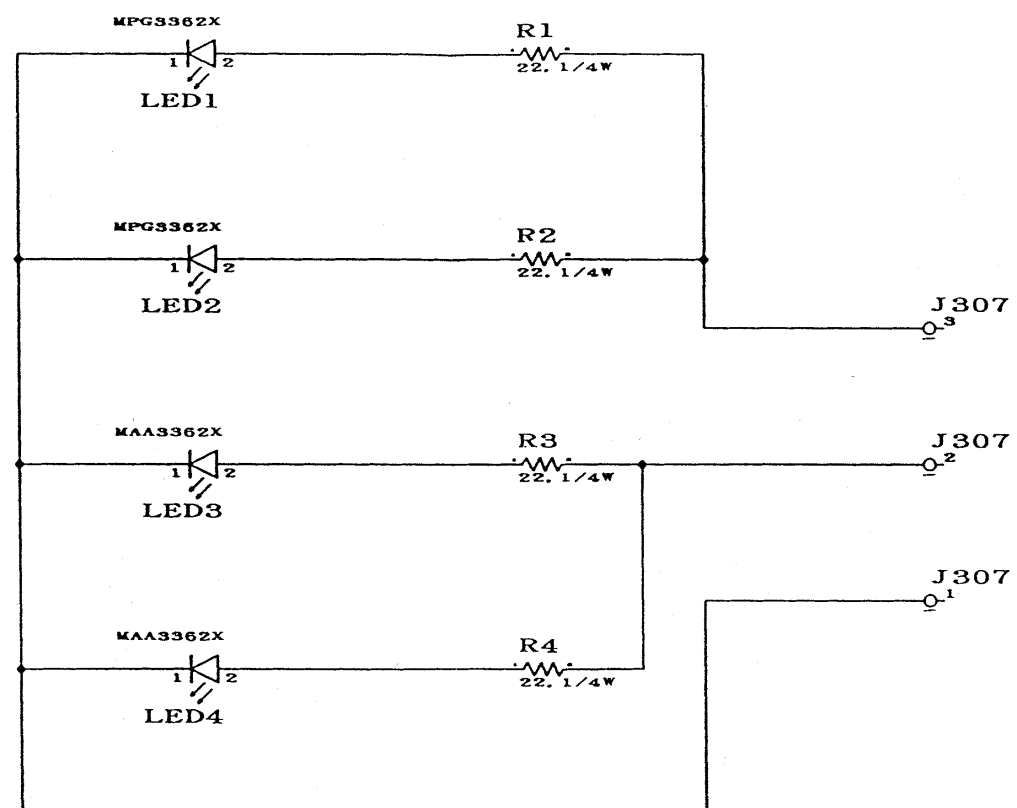 MPG3362X
R1
1 2
22, 1/4W
LED1
MPG3362X
R2
1 2
22, 1/4W
LED2
J307
3
MAA3362X
R3
J307
2
1 2
22, 1/4W
LED3
J307
1
MAA3362X
R4
1 2
22, 1/4W
LED4